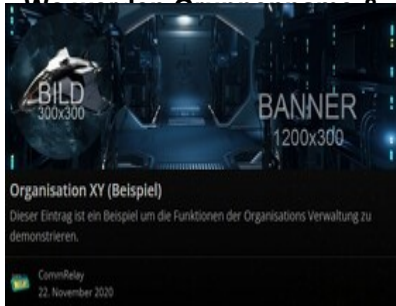 BILD
300x300
BANNER
1200x300
Organisation XY (Beispiel)
Dieser Eintrag ist ein Beispiel um die Funktionen der Organisations Verwaltung zu
demonstrieren.
CommRelay
22. November 2020